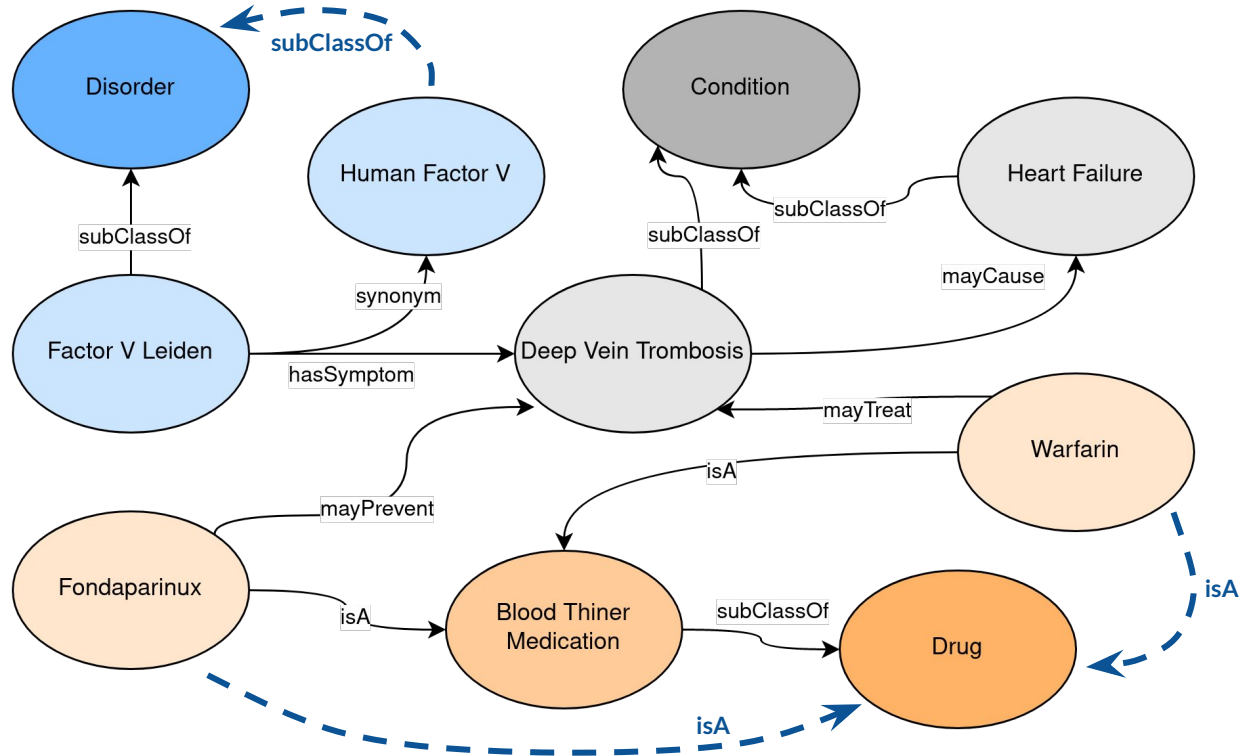 subClassOf
Disorder
Condition
Human Factor V
Heart Failure
subClassOf
subClassOf
subClassOf
mayCause
synonym
Factor V Leiden
Deep Vein Trombosis
hasSymptom
mayTreat
Warfarin
isA
mayPrevent
Fondaparinux
isA
Blood Thiner
Medication
subClassOf
Drug
isA
isA